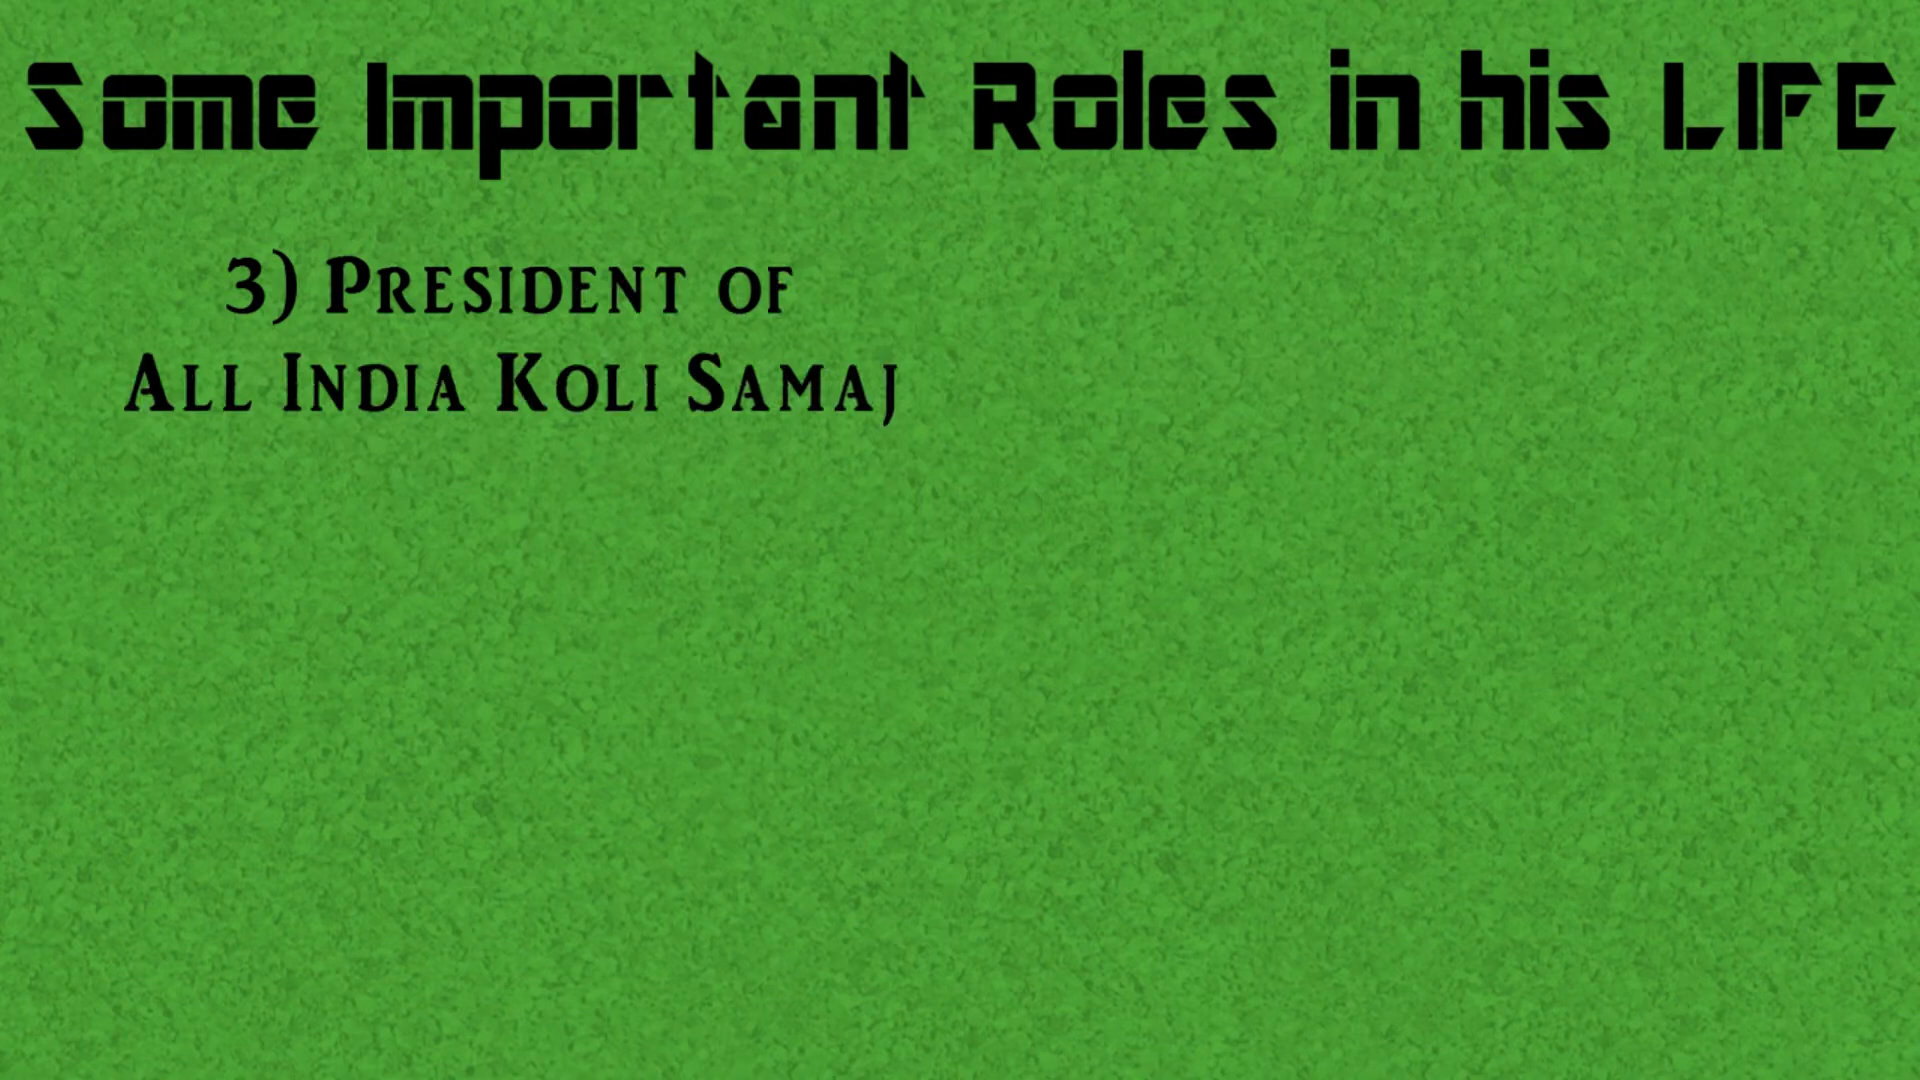 Some Important Roles in his LIFE
3) President of
All India Koli Samaj